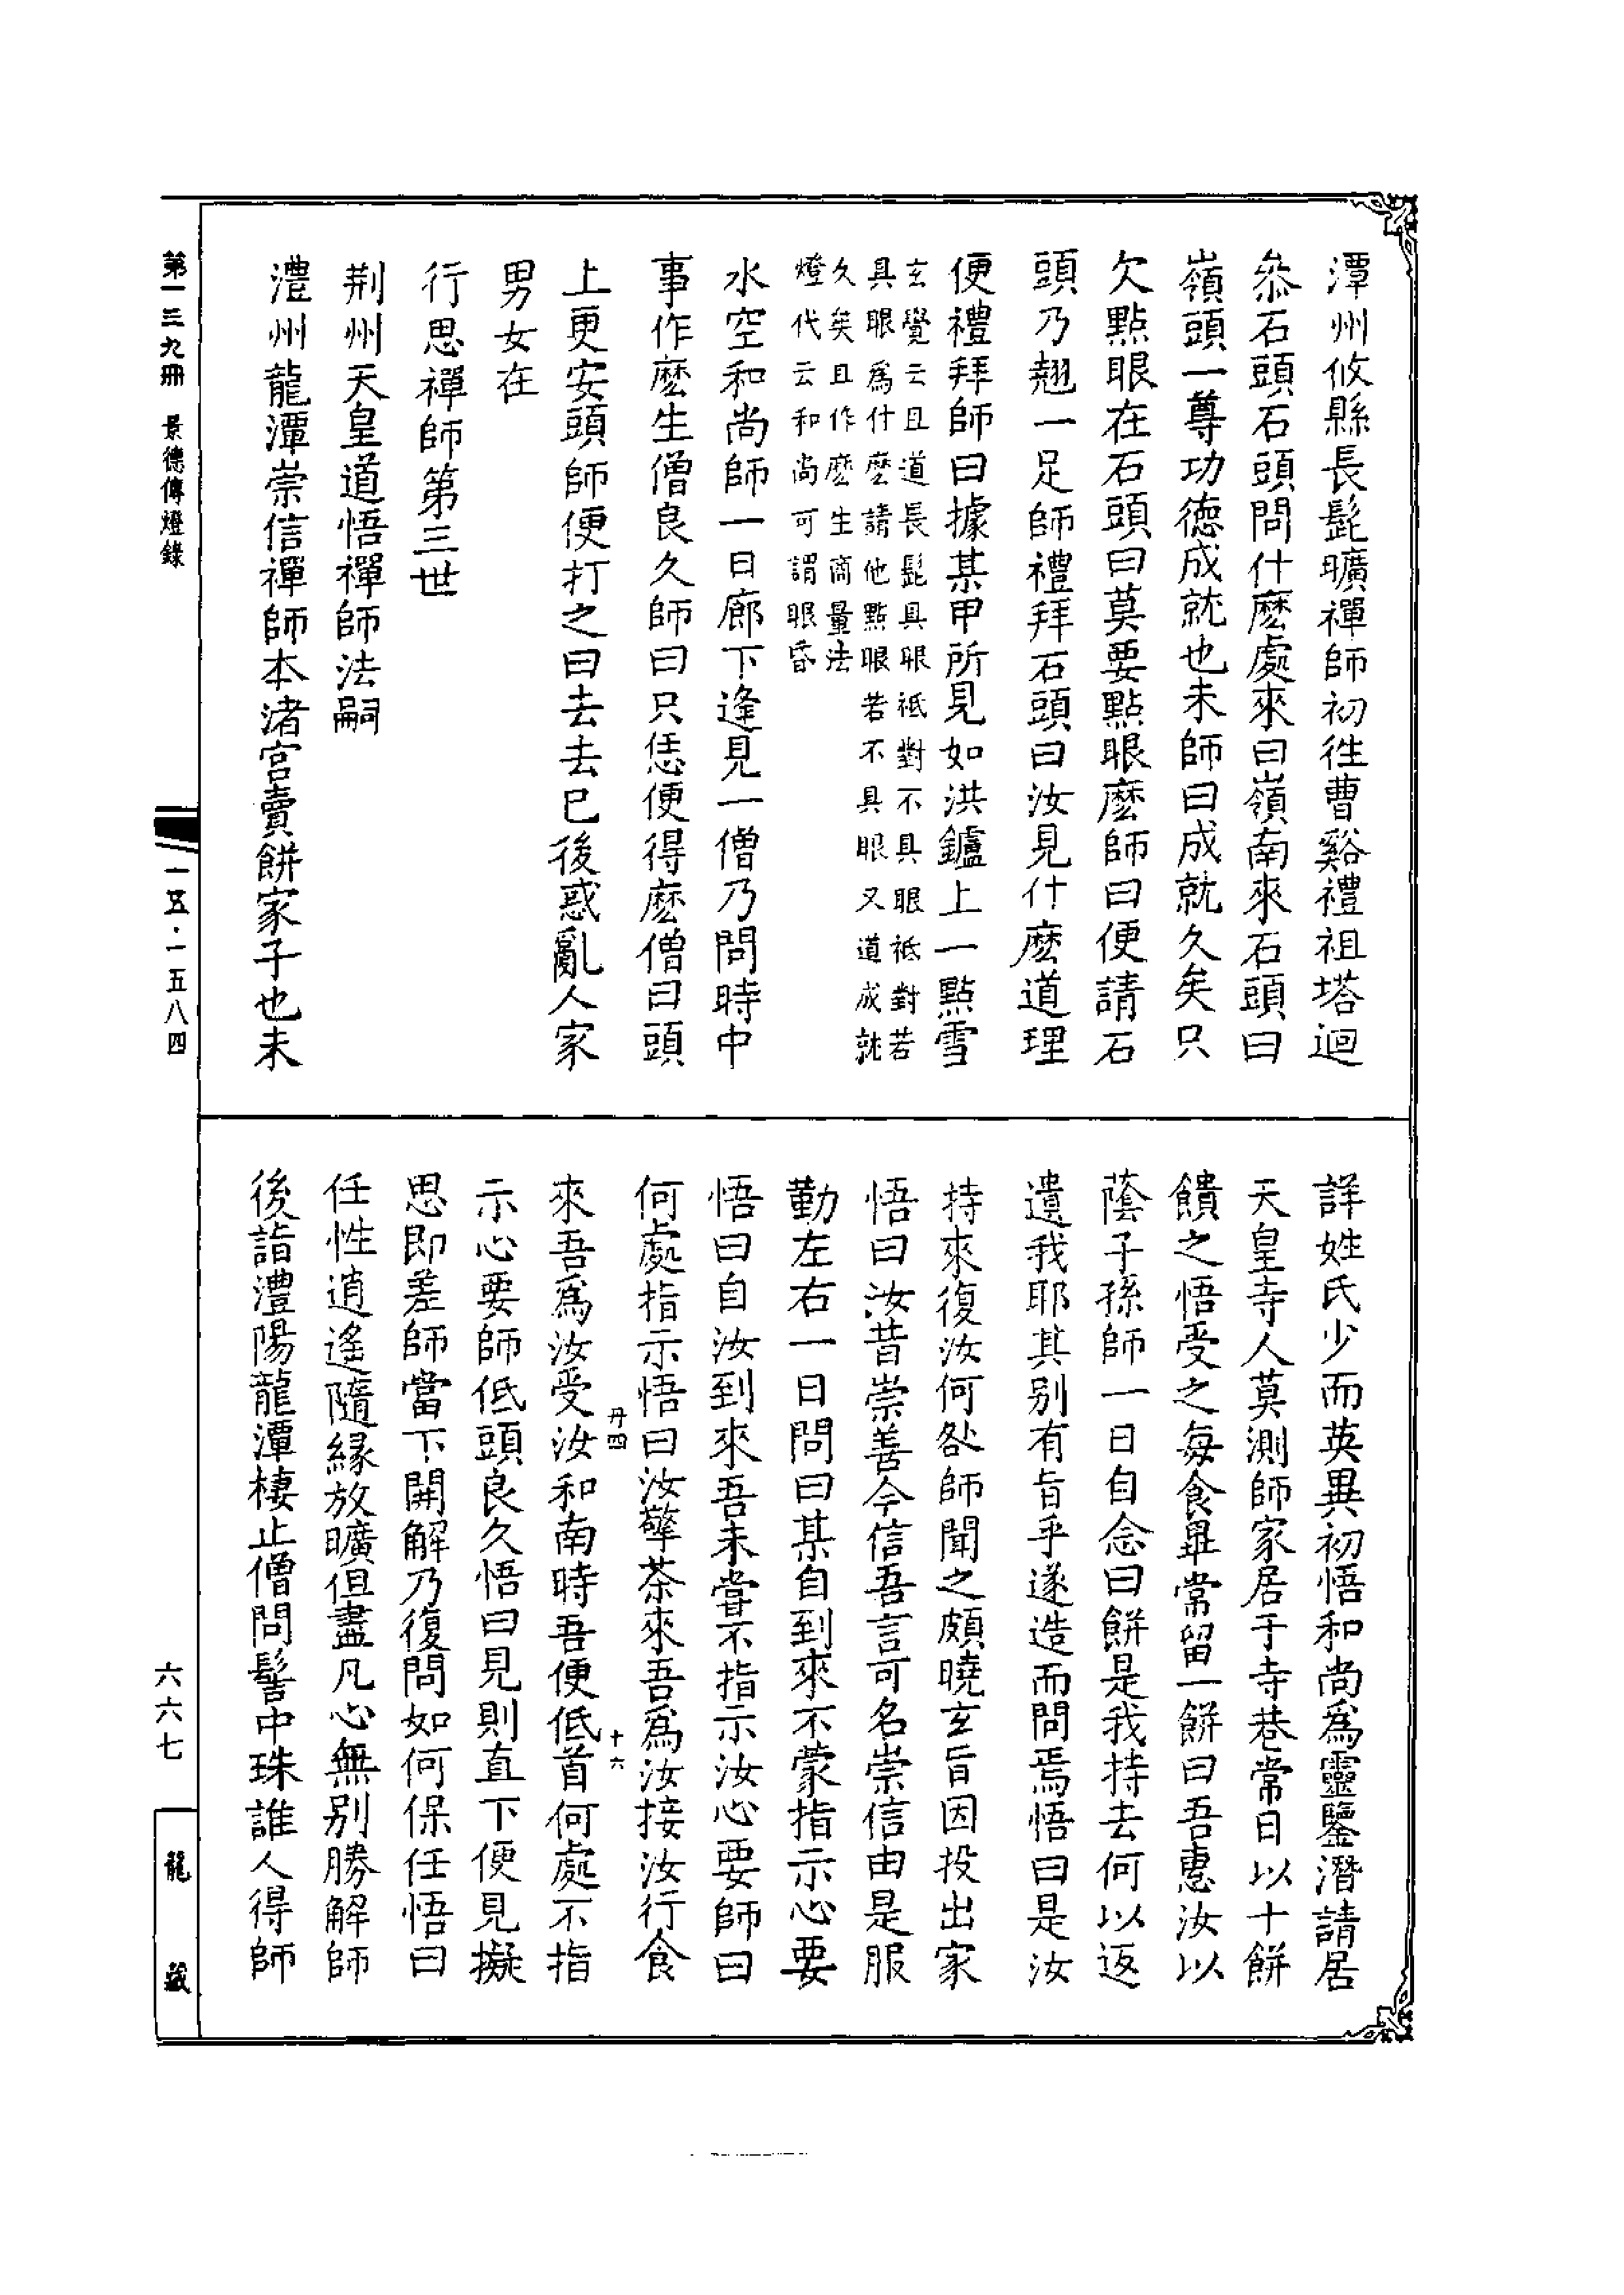 潭州攸縣長髭曠禪師初徃曹谿禮祖塔迴
叅石頭石頭問什麽處來曰嶺南來石頭曰
嶺頭一尊功德成就也未師曰成就久矣只
欠點眼在石頭曰莫要點眼麽師曰便請石
頭乃翹一足師禮拜石頭曰汝見什麽道理
便禮拜師曰據某甲所見如洪鑪上一點雪
玄覺云且道長髭具眼祇對不具眼祇對若
具眼爲什麽請他點眼若不具眼又道成就
久矣且作麽生商量法
燈代云和尚可謂眼昏
水空和尚師一日廊下逢見一僧乃問時中
事作麽生僧良久師曰只恁便得麽僧曰頭
上更安頭師便打之曰去去已後惑亂人家
男女在
行思禪師第三世
荆州天皇道悟禪師法嗣
澧州龍潭崇信禪師本渚宫賣餅家子也未
詳姓氏少而英異初悟和尚爲靈鑒潛請居
天皇寺人莫測師家居于寺巷常日以十餅
饋之悟受之每食畢常留一餅曰吾惠汝以
蔭子孫師一日自念曰餅是我持去何以返
遺我耶其别有旨乎遂造而問焉悟曰是汝
持來復汝何咎師聞之頗曉玄旨因投出家
悟曰汝昔崇善今信吾言可名崇信由是服
勤左右一日問曰某自到來不蒙指示心要
悟曰自汝到來吾未甞不指示汝心要師曰
何處指示悟曰汝擎茶來吾爲汝接汝行食
來吾爲汝受汝和南時吾便低首何處不指
示心要師低頭良久悟曰見則直下便見擬
思即差師當下開解乃復問如何保任悟曰
任性逍遙隨緣放曠但盡凡心無别勝解師
後詣澧陽龍潭棲止僧問髻中珠誰人得師
丹四
十六
第一三九冊 景德傳燈錄
一五·一五八四
六六七
龍藏